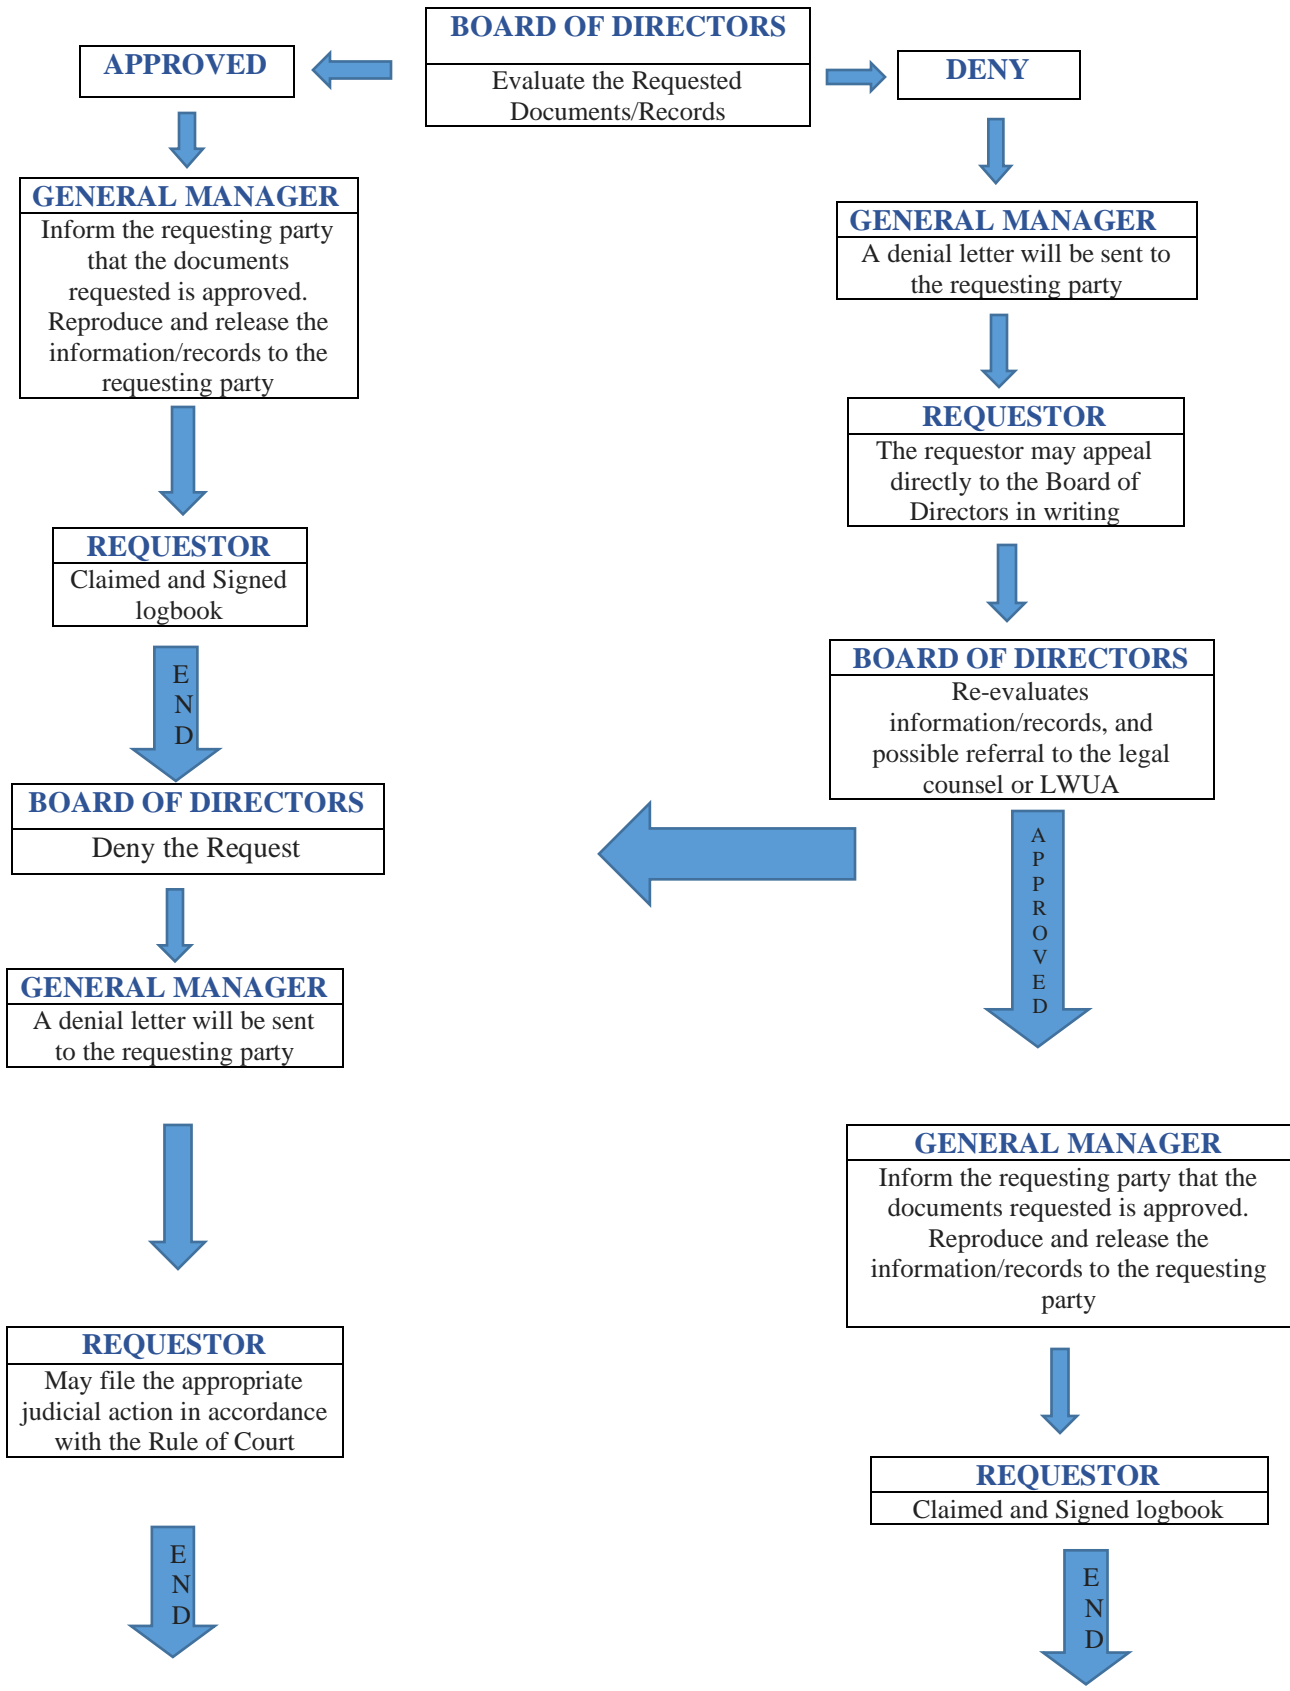 BOARD OF DIRECTORS
Evaluate the Requested
Documents/Records
APPROVED
DENY
GENERAL MANAGER
Inform the requesting party
that the documents
requested is approved.
Reproduce and release the
information/records to the
requesting party
REQUESTOR
Claimed and Signed
logbook
E
N
D
GENERAL MANAGER
A denial letter will be sent to
the requesting party
REQUESTOR
The requestor may appeal
directly to the Board of
Directors in writing
BOARD OF DIRECTORS
Re-evaluates
information/records, and
possible referral to the legal
counsel or LWUA
BOARD OF DIRECTORS
Deny the Request
GENERAL MANAGER
A denial letter will be sent
to the requesting party
REQUESTOR
May file the appropriate
judicial action in accordance
with the Rule of Court
E
N
D
A
P
P
R
O
V
E
D
GENERAL MANAGER
Inform the requesting party that the
documents requested is approved.
Reproduce and release the
information/records to the requesting
party
REQUESTOR
Claimed and Signed logbook
E
N
D